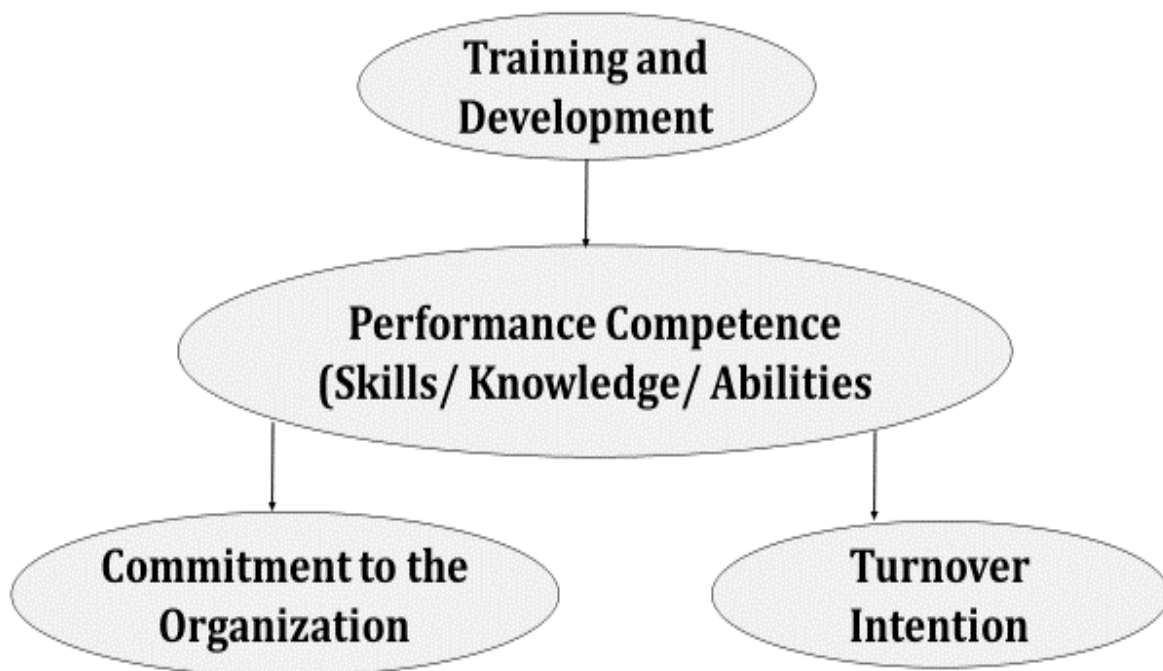 Training and
Development
Performance Competence
(Skills/ Knowledge/ Abilities
Commitment to the
Organization
Turnover
Intention